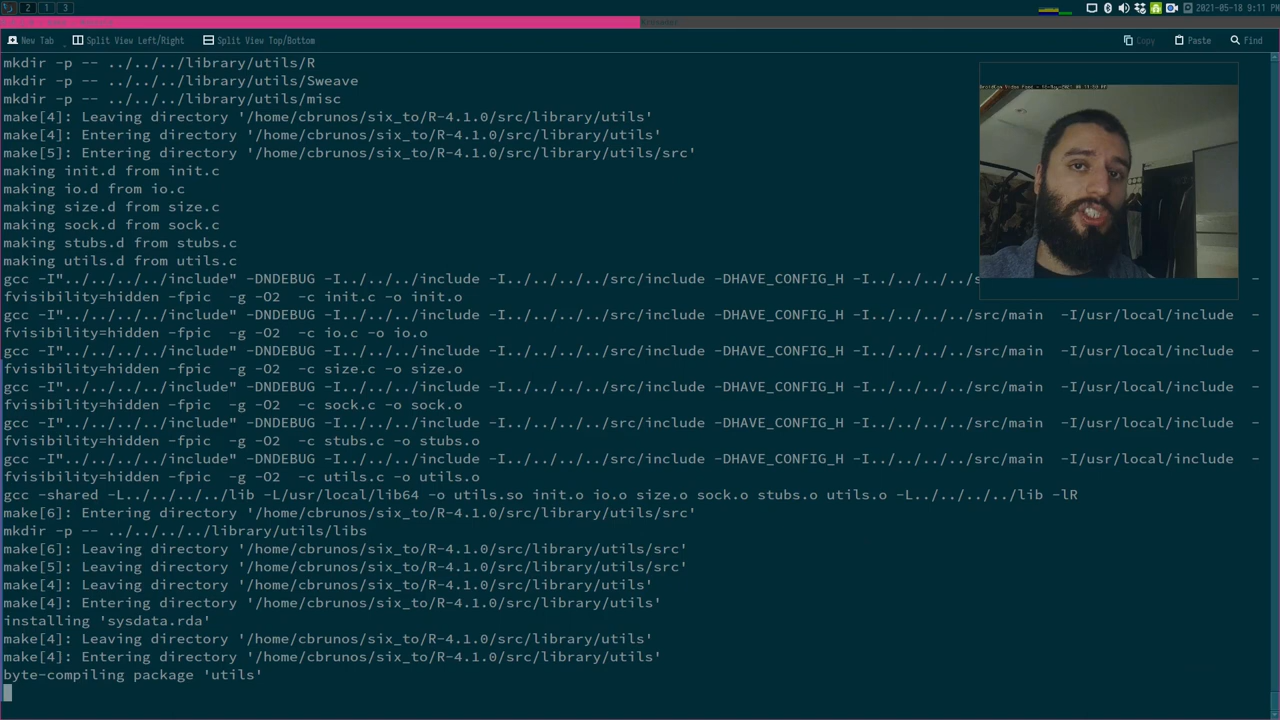 2 1 3
2021-05-18 9:11 PM
New Tab Split View Left/Right Split View Top/Bottom Copy Paste Find
mkdir -p -- ../../../library/utils/R
mkdir -p -- ../../../library/utils/Sweave
mkdir -p -- ../../../library/utils/misc
make[4]: Leaving directory '/home/cbrunos/six_to/R-4.1.0/src/library/utils'
make[4]: Entering directory '/home/cbrunos/six_to/R-4.1.0/src/library/utils'
make[5]: Entering directory '/home/cbrunos/six_to/R-4.1.0/src/library/utils/src'
making init.d from init.c
making io.d from io.c
making size.d from size.c
making sock.d from sock.c
making stubs.d from stubs.c
making utils.d from utils.c
gcc -I"../../../../include" -DNDEBUG -I../../../include -I../../../../src/include -DHAVE_CONFIG_H -I../../../../s -
fvisibility=hidden -fpic -g -O2 -c init.c -o init.o
gcc -I"../../../../include" -DNDEBUG -I../../../include -I../../../../src/include -DHAVE_CONFIG_H -I../../../../src/main -I/usr/local/include -
fvisibility=hidden -fpic -g -O2 -c io.c -o io.o
gcc -I"../../../../include" -DNDEBUG -I../../../include -I../../../../src/include -DHAVE_CONFIG_H -I../../../../src/main -I/usr/local/include -
fvisibility=hidden -fpic -g -O2 -c size.c -o size.o
gcc -I"../../../../include" -DNDEBUG -I../../../include -I../../../../src/include -DHAVE_CONFIG_H -I../../../../src/main -I/usr/local/include -
fvisibility=hidden -fpic -g -O2 -c sock.c -o sock.o
gcc -I"../../../../include" -DNDEBUG -I../../../include -I../../../../src/include -DHAVE_CONFIG_H -I../../../../src/main -I/usr/local/include -
fvisibility=hidden -fpic -g -O2 -c stubs.c -o stubs.o
gcc -I"../../../../include" -DNDEBUG -I../../../include -I../../../../src/include -DHAVE_CONFIG_H -I../../../../src/main -I/usr/local/include -
fvisibility=hidden -fpic -g -O2 -c utils.c -o utils.o
gcc -shared -L../../../../lib -L/usr/local/lib64 -o utils.so init.o io.o size.o sock.o stubs.o utils.o -L../../../../lib -lR
make[6]: Entering directory '/home/cbrunos/six_to/R-4.1.0/src/library/utils/src'
mkdir -p -- ../../../../library/utils/libs
make[6]: Leaving directory '/home/cbrunos/six_to/R-4.1.0/src/library/utils/src'
make[5]: Leaving directory '/home/cbrunos/six_to/R-4.1.0/src/library/utils/src'
make[4]: Leaving directory '/home/cbrunos/six_to/R-4.1.0/src/library/utils'
make[4]: Entering directory '/home/cbrunos/six_to/R-4.1.0/src/library/utils'
installing 'sysdata.rda'
make[4]: Leaving directory '/home/cbrunos/six_to/R-4.1.0/src/library/utils'
make[4]: Entering directory '/home/cbrunos/six_to/R-4.1.0/src/library/utils'
byte-compiling package 'utils'